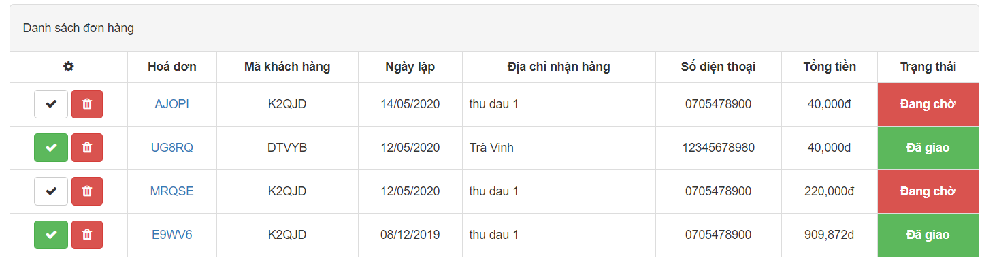 Danh sách đơn hàng
Hoá đơn Mã khách hàng Ngày lập Địa chỉ nhận hàng Số điện thoại Tổng tiền Trạng thái
AJOPI K2QJD 14/05/2020 thu dau 1 0705478900 40,000đ Đang chờ
UG8RQ DTVYB 12/05/2020 Trà Vinh 12345678980 40,000đ Đã giao
MRQSE K2QJD 12/05/2020 thu dau 1 0705478900 220,000đ Đang chờ
E9WV6 K2QJD 08/12/2019 thu dau 1 0705478900 909,872đ Đã giao